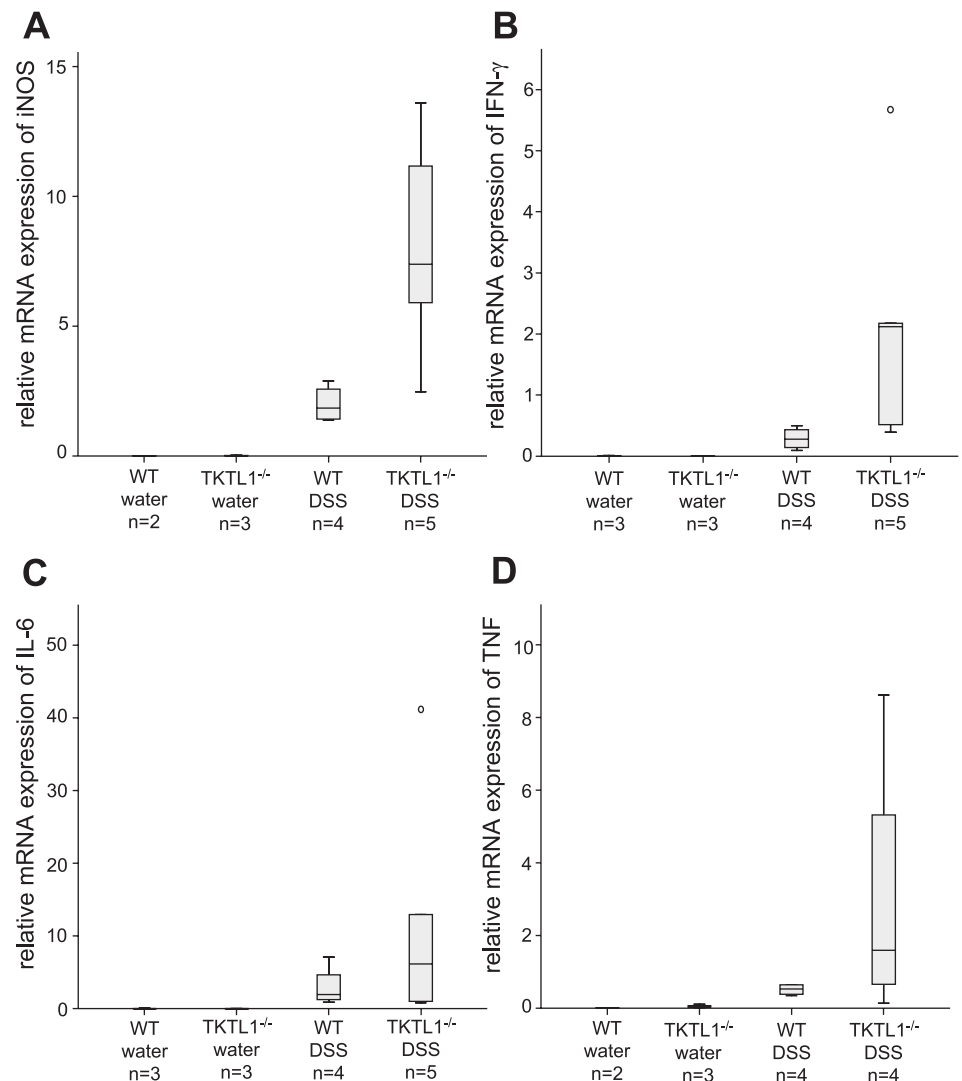 A
relative mRNA expression of iNOS
15
10
5
0
WT water n=2
TKTL1-/- water n=3
WT DSS n=4
TKTL1-/- DSS n=5
B
relative mRNA expression of IFN-γ
6
5
4
3
2
1
0
WT water n=3
TKTL1-/- water n=3
WT DSS n=4
TKTL1-/- DSS n=5
C
relative mRNA expression of IL-6
50
40
30
20
10
0
WT water n=3
TKTL1-/- water n=3
WT DSS n=4
TKTL1-/- DSS n=5
D
relative mRNA expression of TNF
10
8
6
4
2
0
WT water n=2
TKTL1-/- water n=3
WT DSS n=4
TKTL1-/- DSS n=4